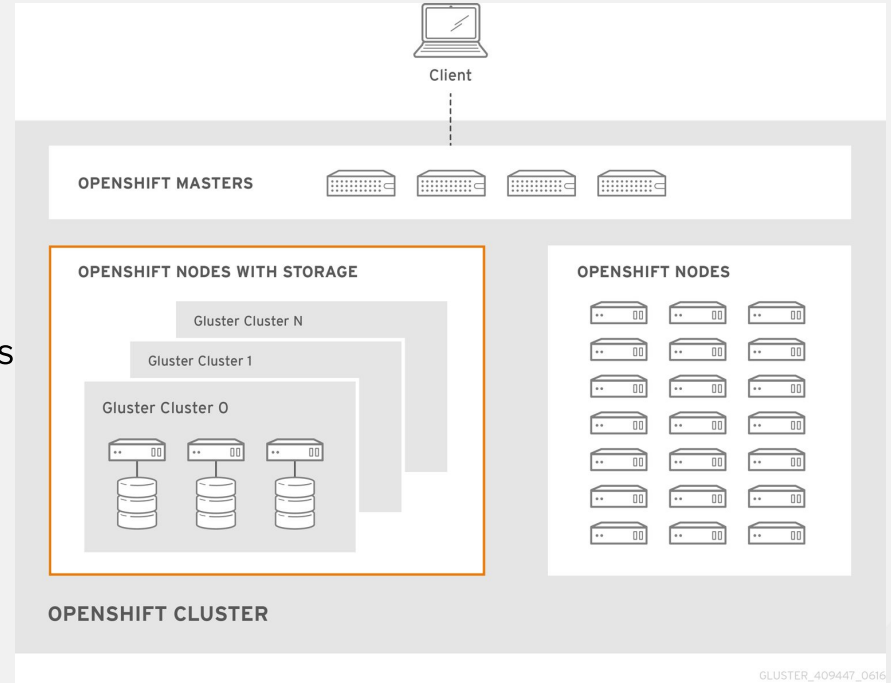 Client
OPENSHIFT MASTERS
OPENSHIFT NODES WITH STORAGE
Gluster Cluster N
Gluster Cluster 1
Gluster Cluster 0
OPENSHIFT NODES
s
OPENSHIFT CLUSTER
GLUSTER_409447_0616